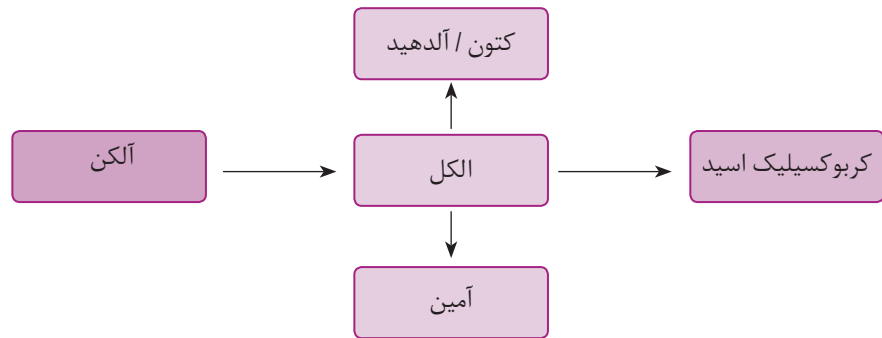 کتون / آلدهید
آلکن
الکل
کربوکسیلیک اسید
آمین